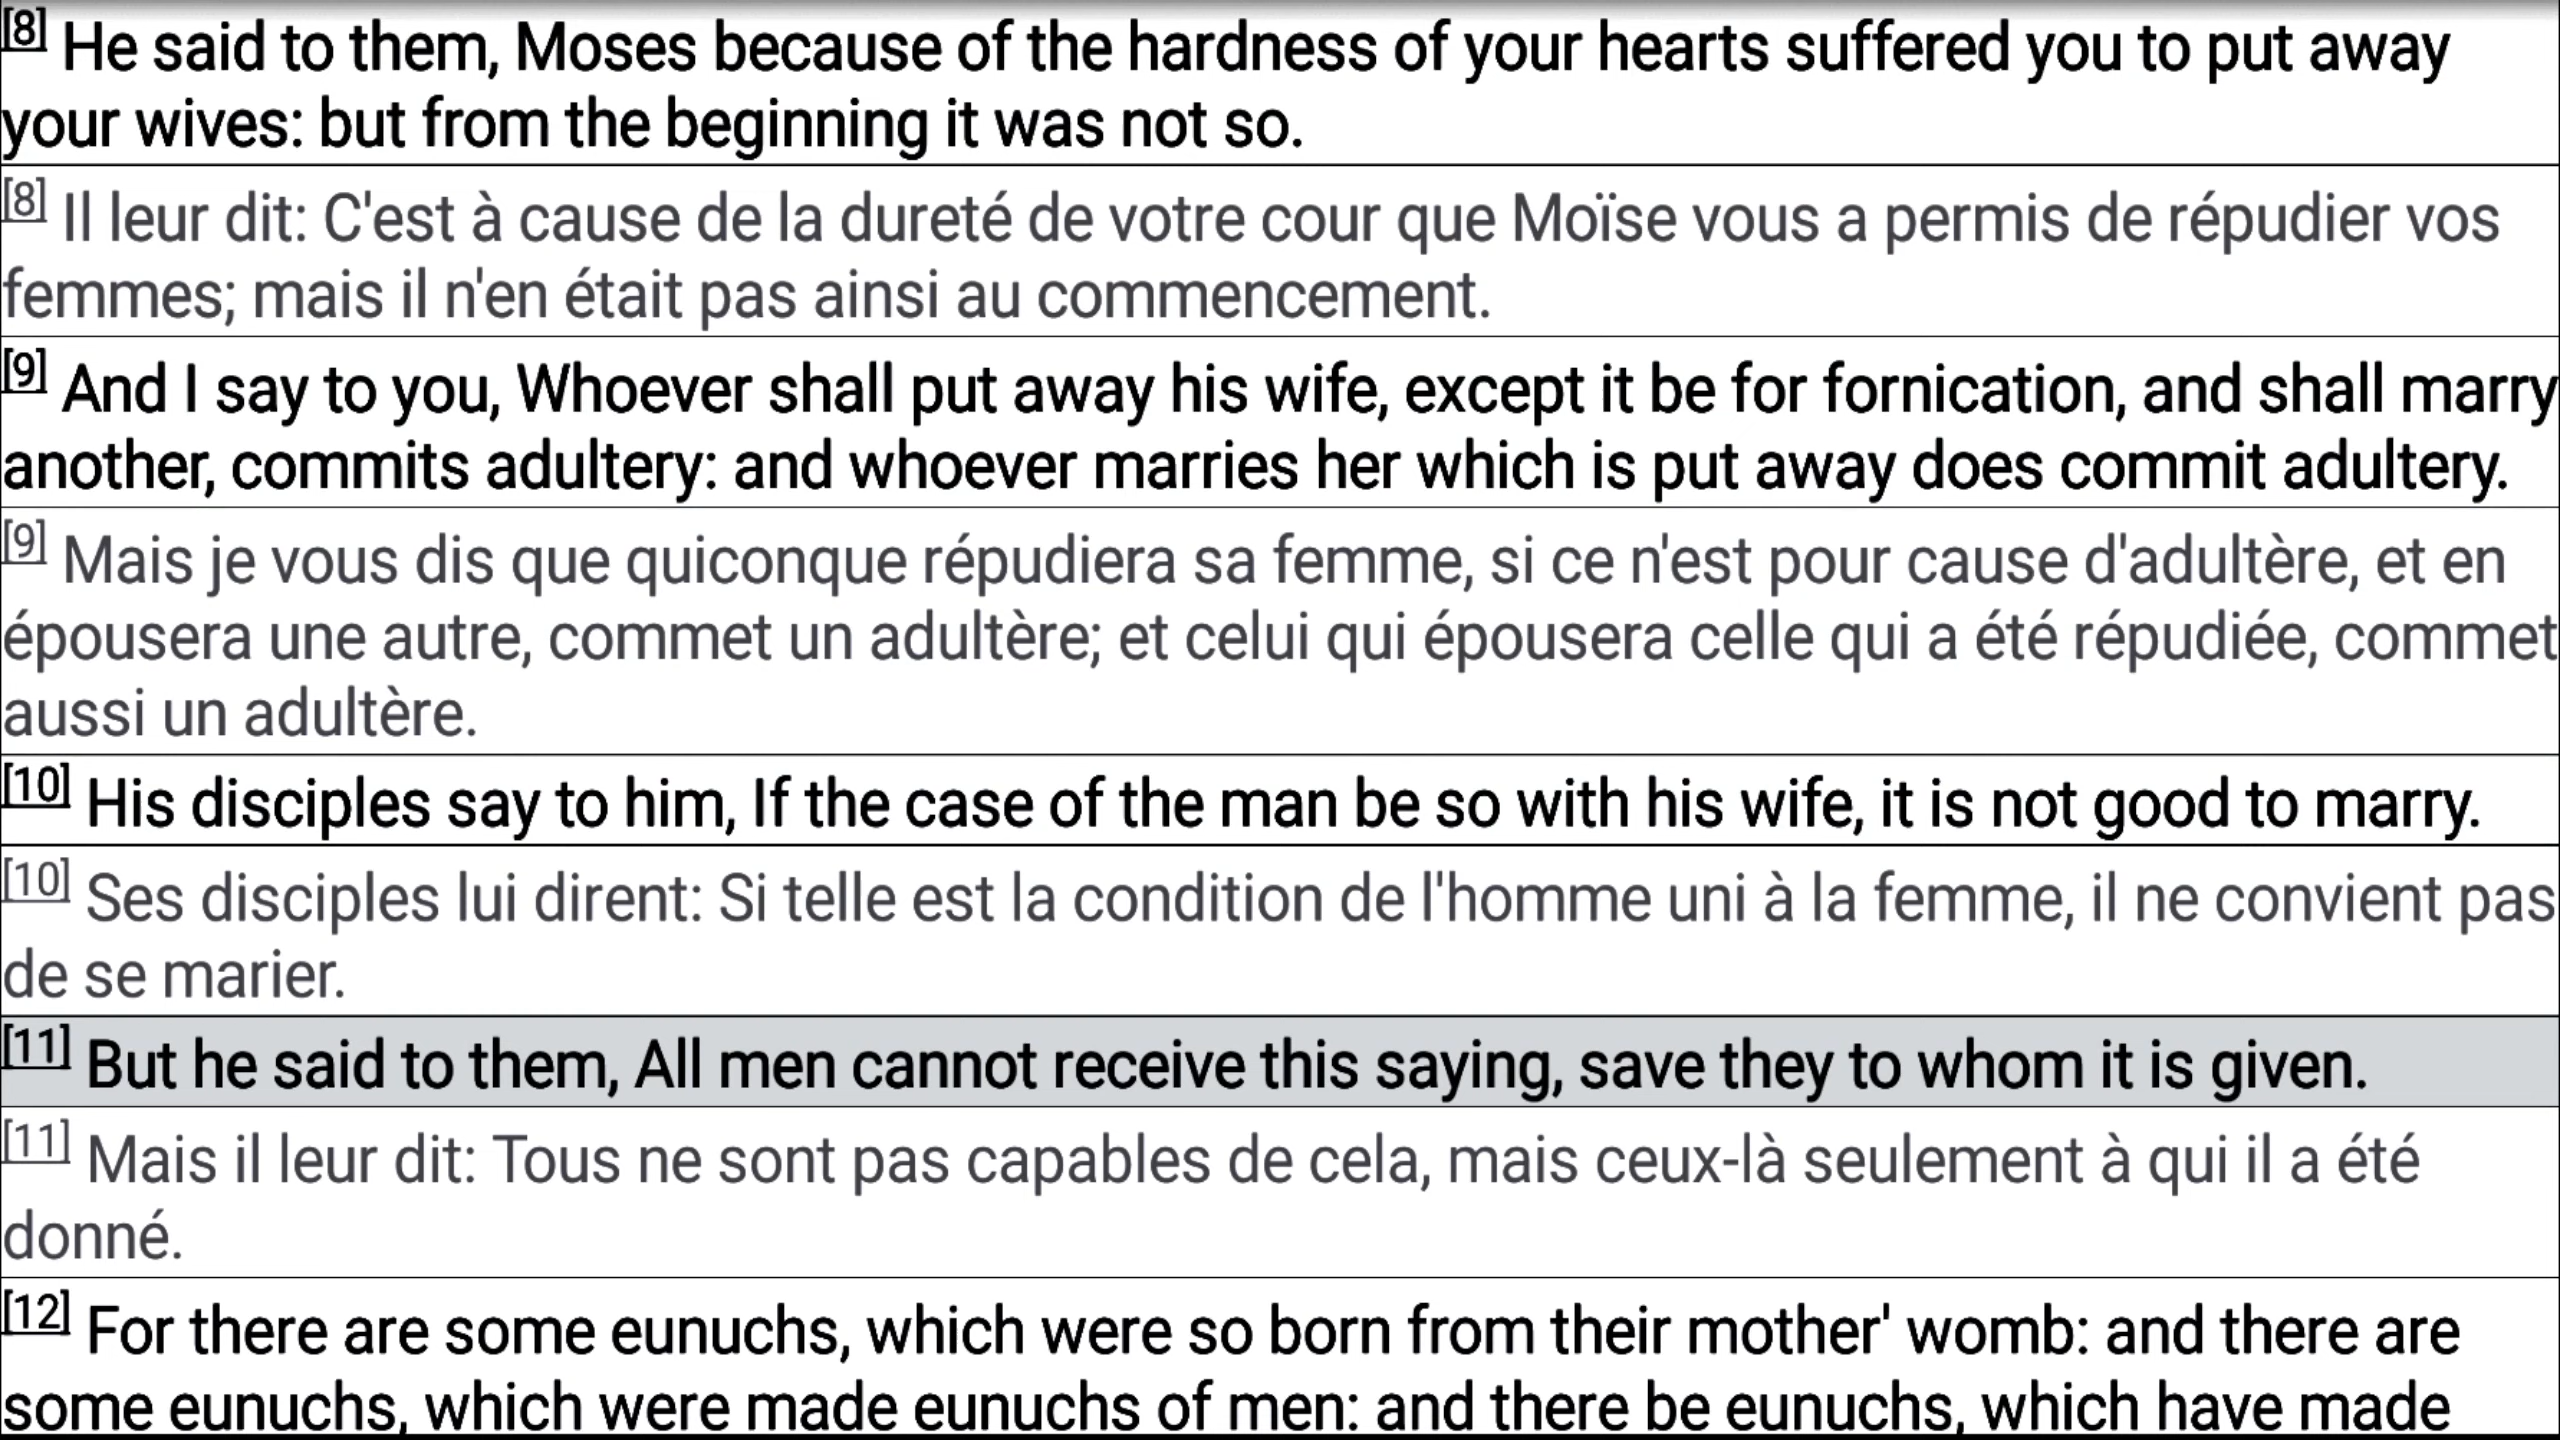 [8] He said to them, Moses because of the hardness of your hearts suffered you to put away
your wives: but from the beginning it was not so.
[8] Il leur dit: C'est à cause de la dureté de votre cour que Moïse vous a permis de répudier vos
femmes; mais il n'en était pas ainsi au commencement.
[9] And I say to you, Whoever shall put away his wife, except it be for fornication, and shall marry
another, commits adultery: and whoever marries her which is put away does commit adultery.
[9] Mais je vous dis que quiconque répudiera sa femme, si ce n'est pour cause d'adultère, et en
épousera une autre, commet un adultère; et celui qui épousera celle qui a été répudiée, commet
aussi un adultère.
[10] His disciples say to him, If the case of the man be so with his wife, it is not good to marry.
[10] Ses disciples lui dirent: Si telle est la condition de l'homme uni à la femme, il ne convient pas
de se marier.
[11] But he said to them, All men cannot receive this saying, save they to whom it is given.
[11] Mais il leur dit: Tous ne sont pas capables de cela, mais ceux-là seulement à qui il a été
donné.
[12] For there are some eunuchs, which were so born from their mother' womb: and there are
some eunuchs, which were made eunuchs of men: and there be eunuchs, which have made